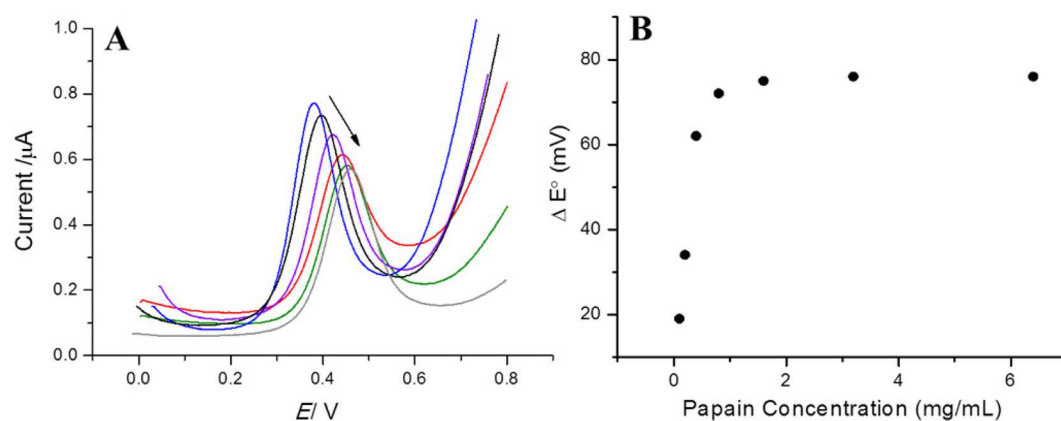 A
1.0
0.8
0.6
0.4
0.2
0.0
Current /μA
0.0 0.2 0.4 0.6 0.8
E/ V
B
80
60
40
20
Δ E° (mV)
0 2 4 6
Papain Concentration (mg/mL)